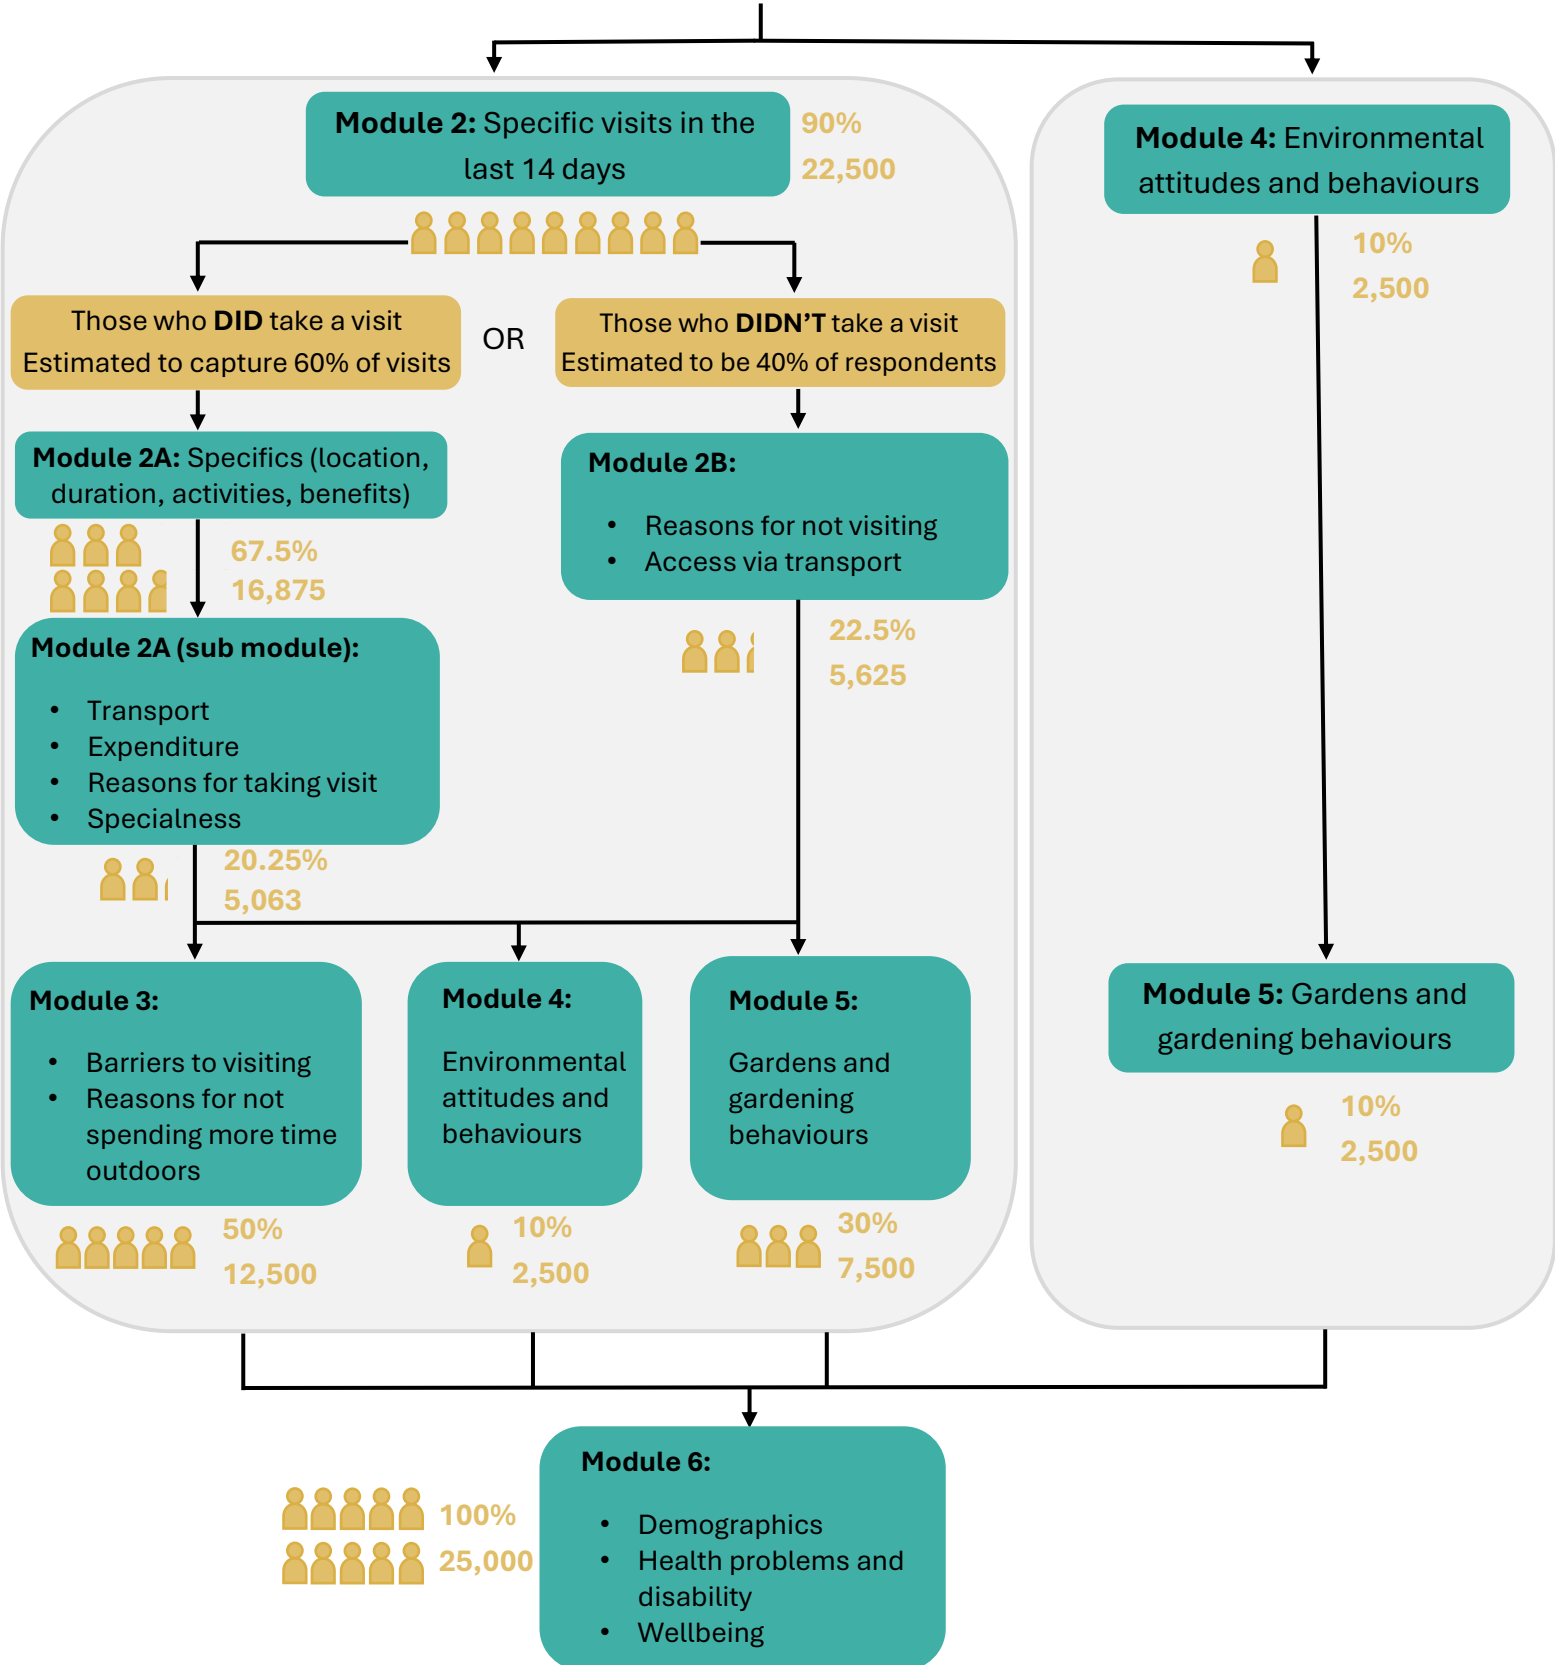 Module 2: Specific visits in the
last 14 days
90%
22,500
Module 4: Environmental
attitudes and behaviours
10%
2,500
Those who DID take a visit
Estimated to capture 60% of visits
OR
Those who DIDN’T take a visit
Estimated to be 40% of respondents
Module 2A: Specifics (location,
duration, activities, benefits)
67.5%
16,875
Module 2B:
• Reasons for not visiting
• Access via transport
22.5%
5,625
Module 2A (sub module):
• Transport
• Expenditure
• Reasons for taking visit
• Specialness
20.25%
5,063
Module 3:
• Barriers to visiting
• Reasons for not
spending more time
outdoors
50%
12,500
Module 4:
Environmental
attitudes and
behaviours
10%
2,500
Module 5:
Gardens and
gardening
behaviours
30%
7,500
Module 5: Gardens and
gardening behaviours
10%
2,500
100%
25,000
Module 6:
• Demographics
• Health problems and
disability
• Wellbeing